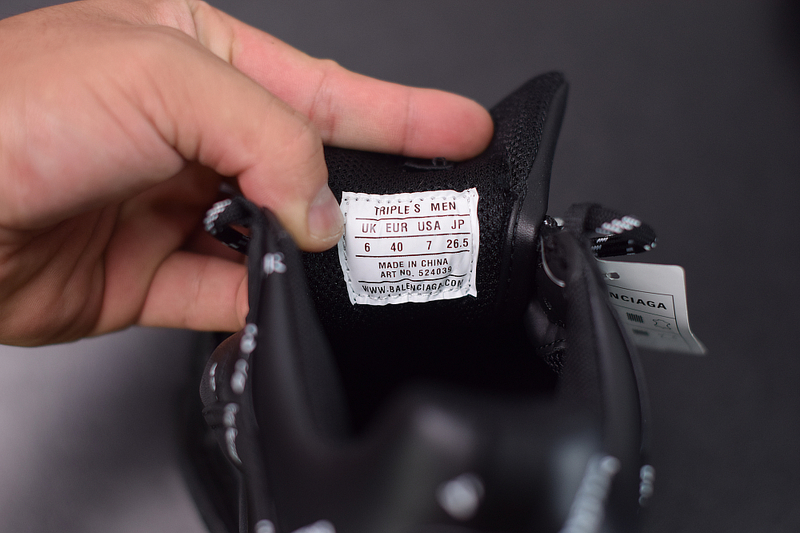 TRIPLE S MEN
UK EUR USA JP
6 40 7 26.5
MADE IN CHINA
ART NO. 524039
WWW.BALENCIAGA.COM
NCIAGA